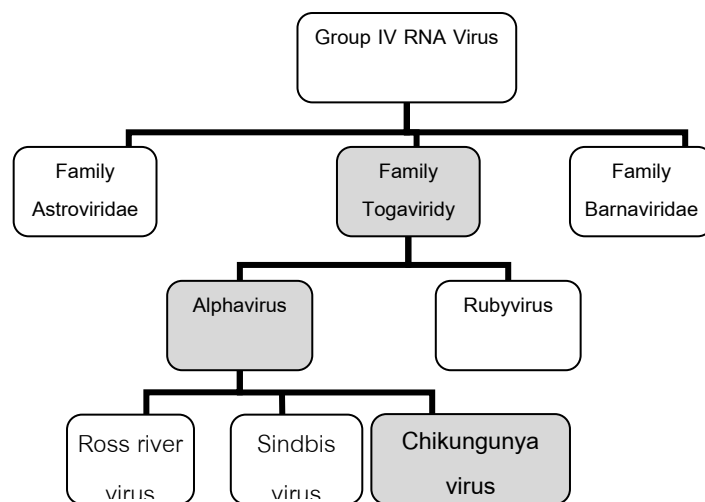 Group IV RNA Virus
Family
Astroviridae
Family
Togaviridy
Family
Barnaviridae
Alphavirus
Rubyvirus
Ross river
virus
Sindbis
virus
Chikungunya
virus